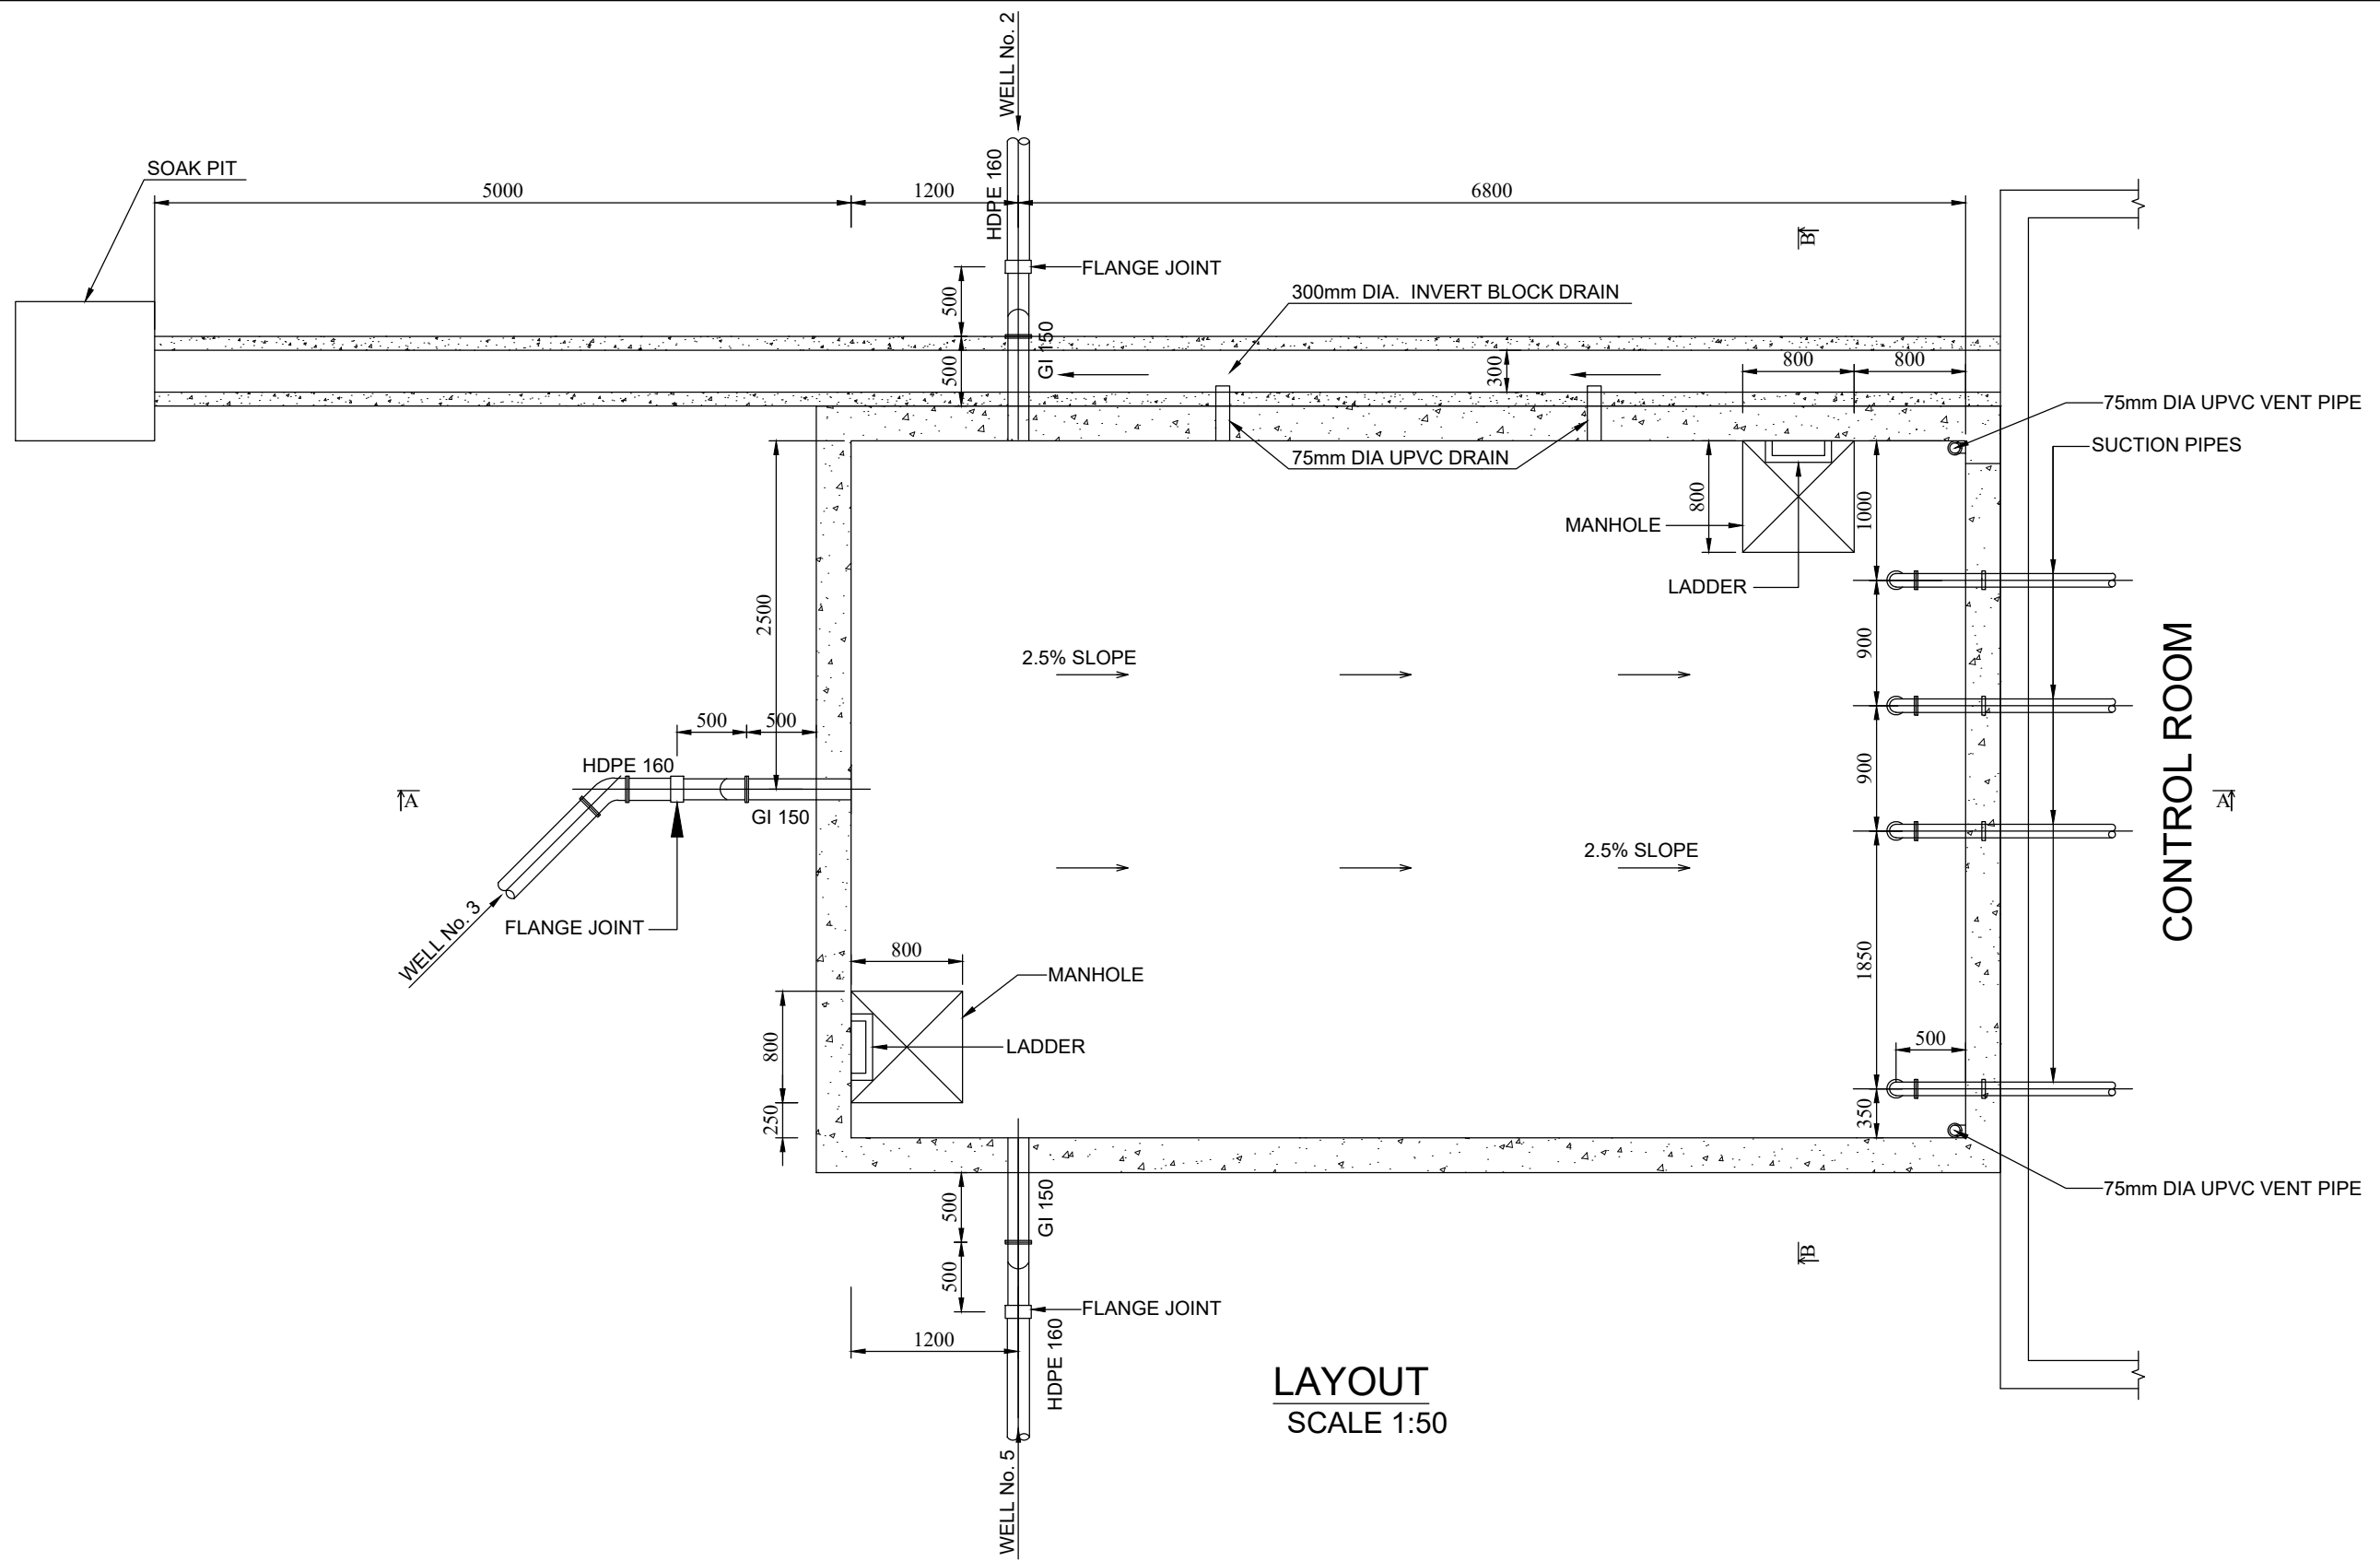 WELL No. 2
SOAK PIT
5000
1200
HDPE 160
6800
B
FLANGE JOINT
500
300mm DIA.  INVERT BLOCK DRAIN
GI 150
500
300
800
800
75mm DIA UPVC VENT PIPE
SUCTION PIPES
75mm DIA UPVC DRAIN
800
1000
MANHOLE
LADDER
2500
900
2.5% SLOPE
500
500
HDPE 160
900
A
GI 150
A
CONTROL ROOM
2.5% SLOPE
WELL No. 3
FLANGE JOINT
800
MANHOLE
1850
800
LADDER
500
250
350
75mm DIA UPVC VENT PIPE
500
GI 150
B
500
FLANGE JOINT
1200
HDPE 160
LAYOUT
SCALE 1:50
WELL No. 5